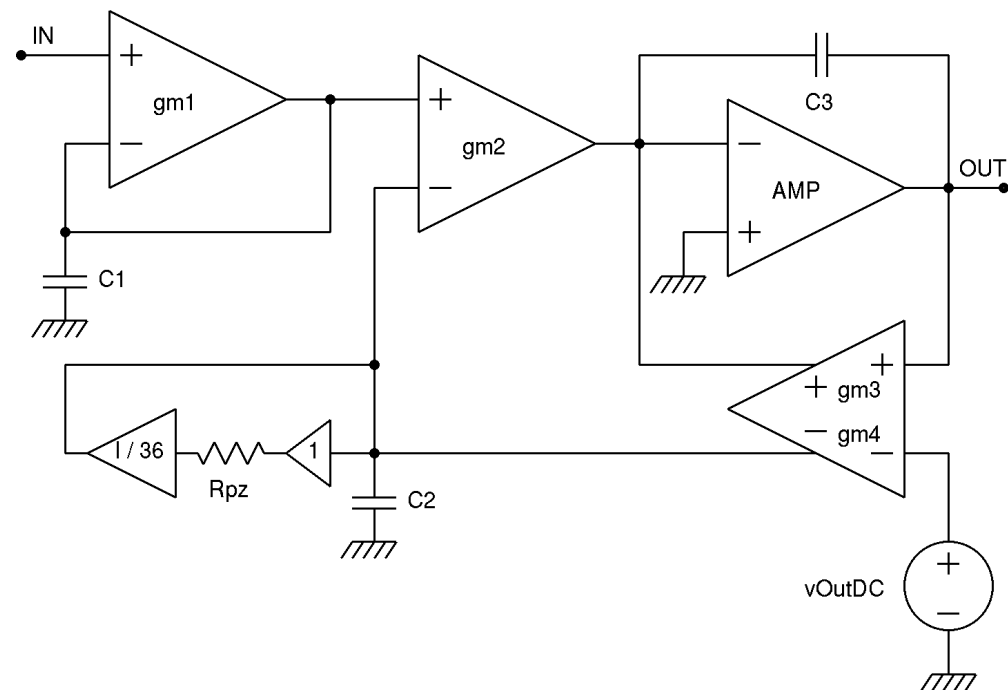 IN
+
gm1
−
C1
+
gm2
−
C3
−
AMP
+
OUT
+
+
gm3
−
gm4
−
I / 36
Rpz
1
C2
vOutDC
+
−